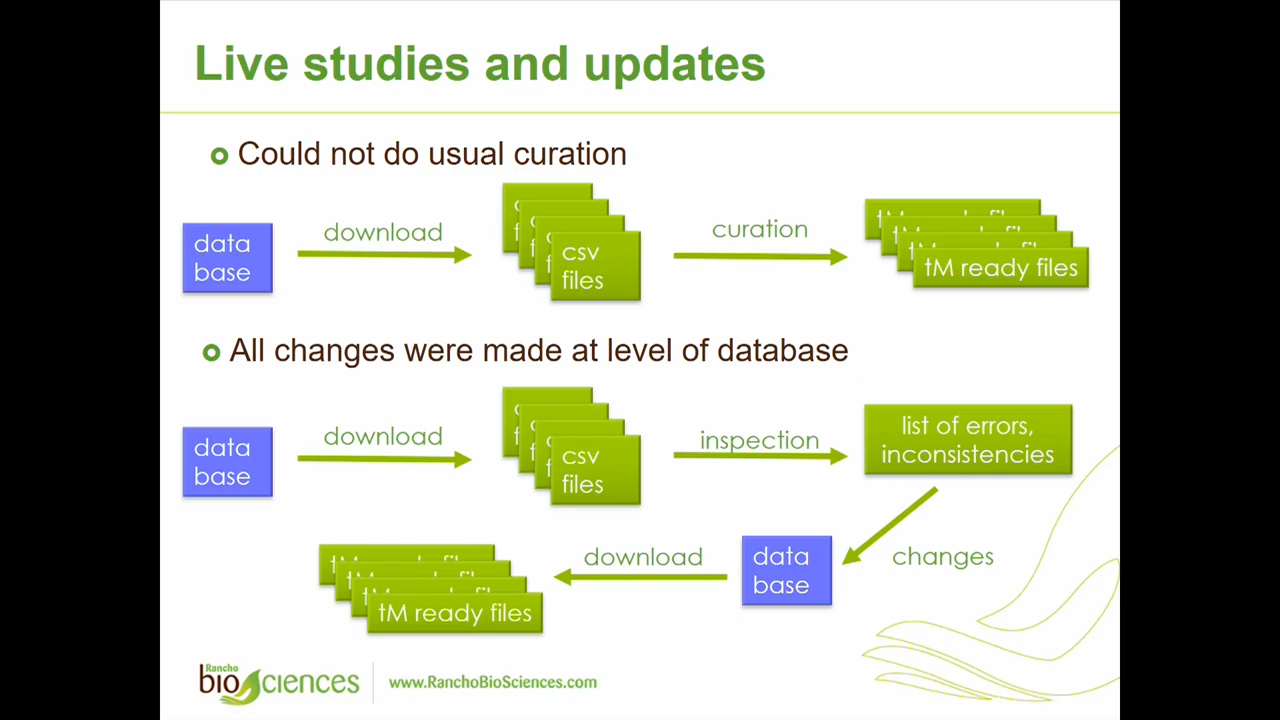 Live studies and updates
Could not do usual curation
data
base
download
csv
files
curation
tM ready files
All changes were made at level of database
data
base
download
csv
files
inspection
list of errors,
inconsistencies
changes
data
base
download
tM ready files
Rancho
bio sciences
www.RanchoBioSciences.com